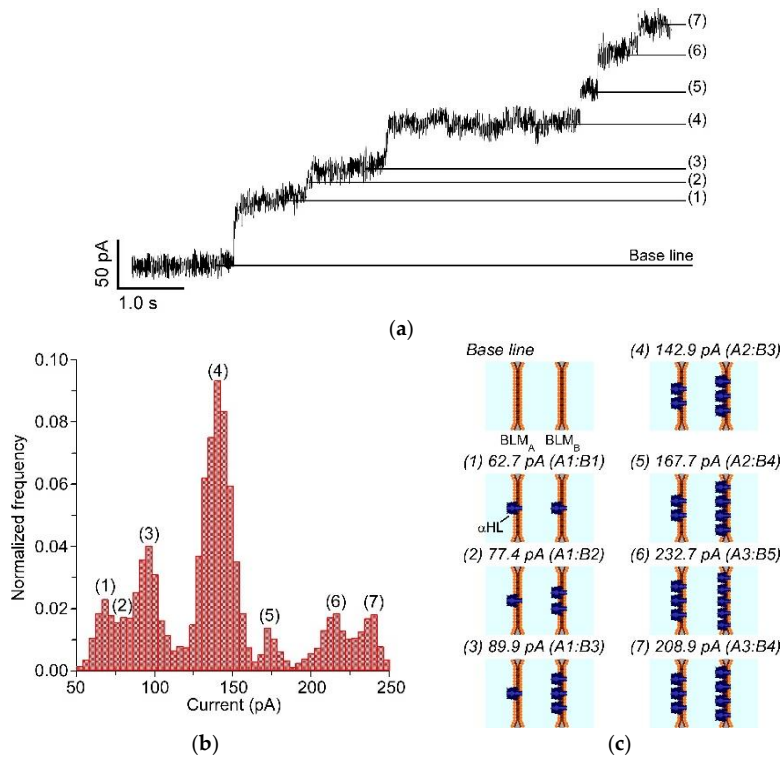 (7)
(6)
(5)
(4)
(3)
(2)
(1)
Base line
50 pA
1.0 s
(a)
0.10
0.08
0.06
0.04
0.02
0.00
Normalized frequency
(1)
(2)
(3)
(4)
(5)
(6)
(7)
50
100
150
200
250
Current (pA)
(b)
Base line
BLMA BLMB
(1) 62.7 pA (A1:B1)
αHL
(2) 77.4 pA (A1:B2)
(3) 89.9 pA (A1:B3)
(4) 142.9 pA (A2:B3)
(5) 167.7 pA (A2:B4)
(6) 232.7 pA (A3:B5)
(7) 208.9 pA (A3:B4)
(c)